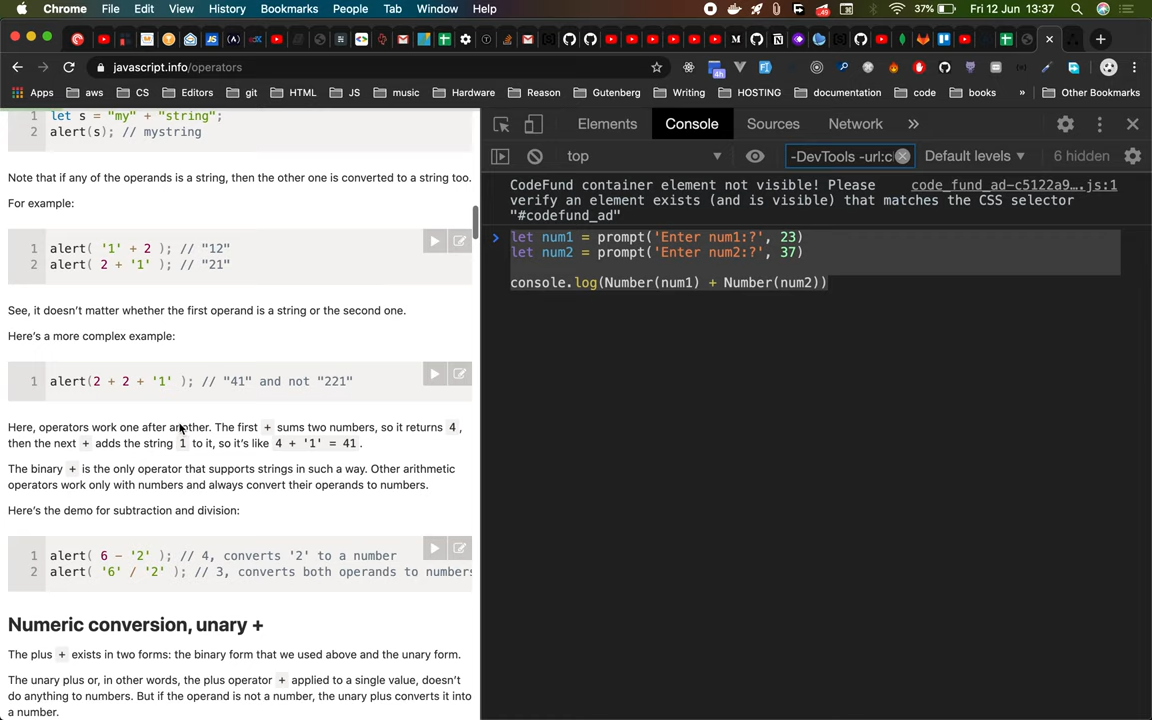 Chrome File Edit View History Bookmarks People Tab Window Help 49 37% Fri 12 Jun 13:37
javascript.info/operators 4h
Apps aws CS Editors git HTML JS music Hardware Reason Gutenberg Writing HOSTING documentation code books » Other Bookmarks
1 let s = "my" + "string";
2 alert(s); // mystring
Note that if any of the operands is a string, then the other one is converted to a string too.
For example:
1 alert( '1' + 2 ); // "12"
2 alert( 2 + '1' ); // "21"
See, it doesn't matter whether the first operand is a string or the second one.
Here's a more complex example:
1 alert(2 + 2 + '1' ); // "41" and not "221"
Here, operators work one after another. The first + sums two numbers, so it returns 4 ,
then the next + adds the string 1 to it, so it's like 4 + '1' = 41 .
The binary + is the only operator that supports strings in such a way. Other arithmetic
operators work only with numbers and always convert their operands to numbers.
Here's the demo for subtraction and division:
1 alert( 6 - '2' ); // 4, converts '2' to a number
2 alert( '6' / '2' ); // 3, converts both operands to numbers
Numeric conversion, unary +
The plus + exists in two forms: the binary form that we used above and the unary form.
The unary plus or, in other words, the plus operator + applied to a single value, doesn't
do anything to numbers. But if the operand is not a number, the unary plus converts it into
a number.
Elements Console Sources Network »
top -DevTools -url:c Default levels 6 hidden
CodeFund container element not visible! Please code_fund_ad-c5122a9….js:1
verify an element exists (and is visible) that matches the CSS selector
"#codefund_ad"
let num1 = prompt('Enter num1:?', 23)
let num2 = prompt('Enter num2:?', 37)
console.log(Number(num1) + Number(num2))